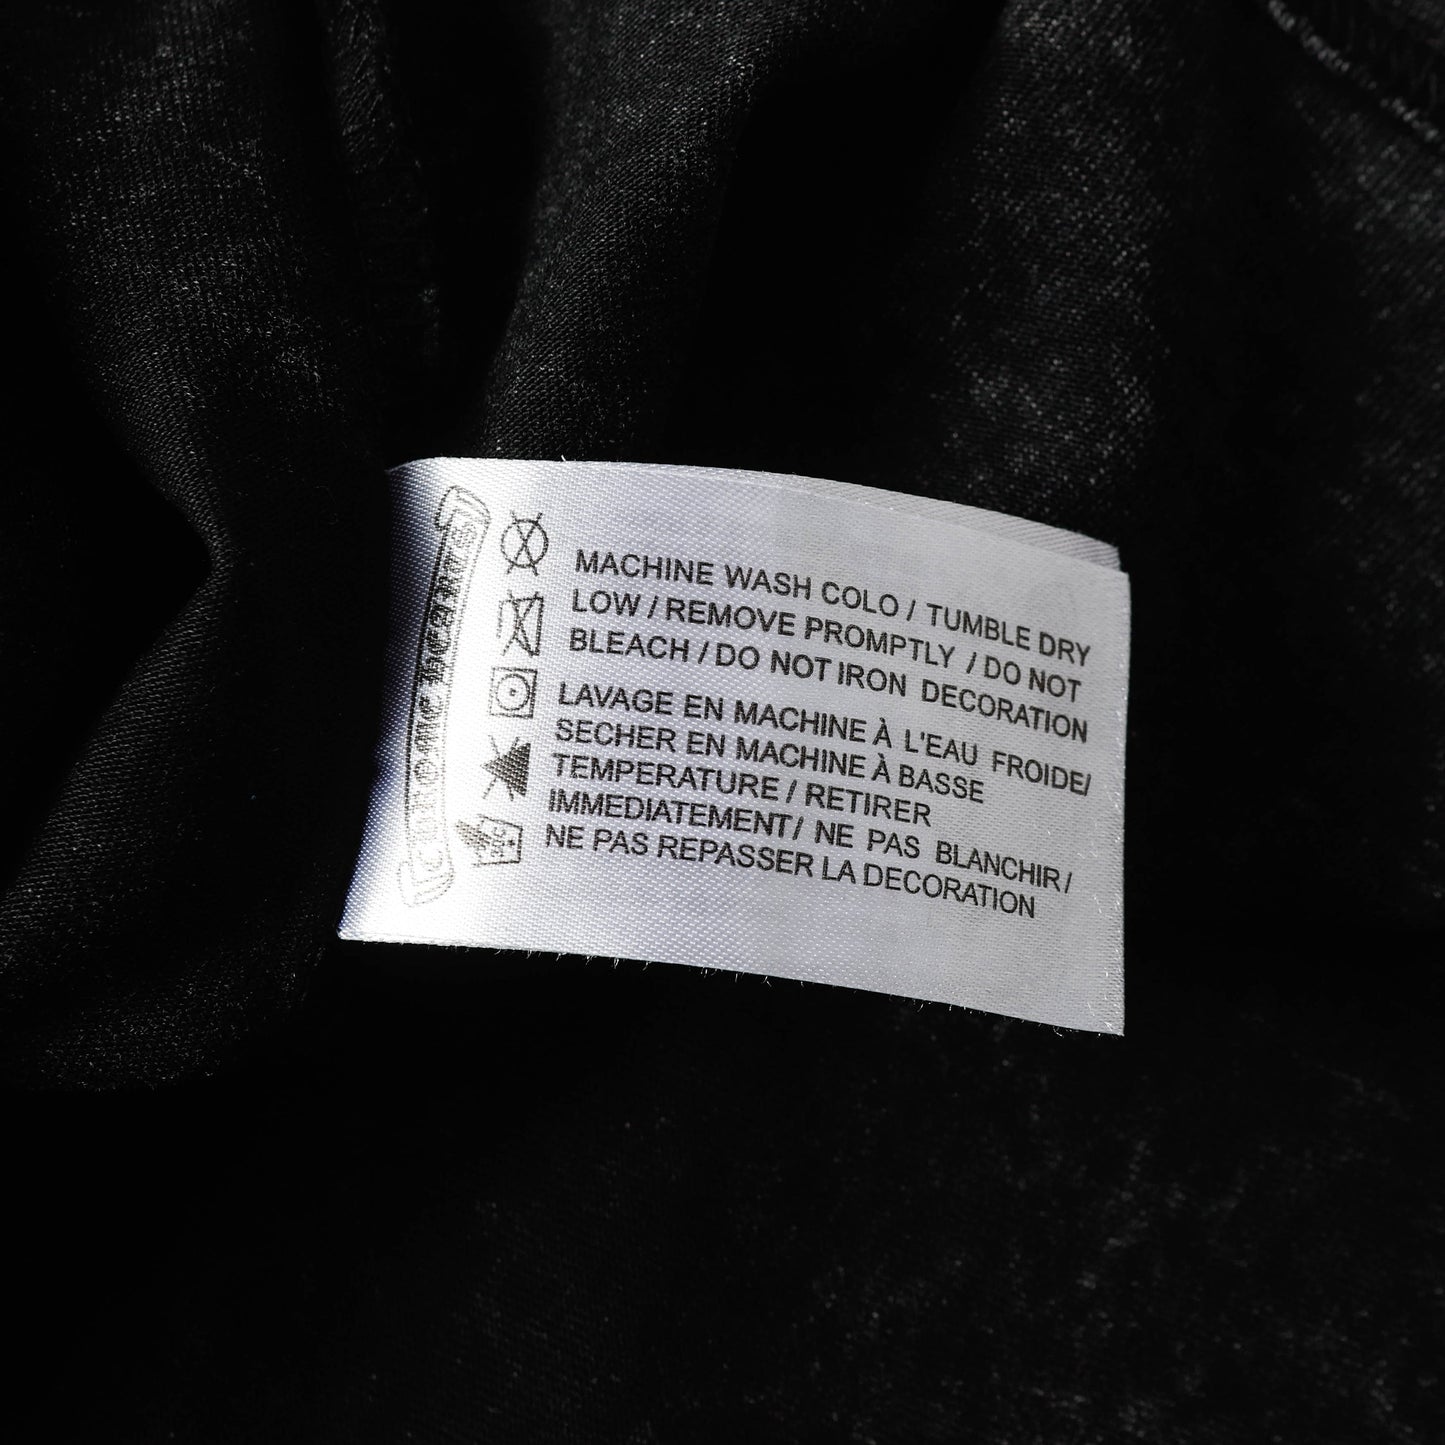 MACHINE WASH COLO / TUMBLE DRY
LOW / REMOVE PROMPTLY / DO NOT
BLEACH / DO NOT IRON DECORATION
LAVAGE EN MACHINE À L'EAU FROIDE/
SECHER EN MACHINE À BASSE
TEMPERATURE / RETIRER
IMMEDIATEMENT/ NE PAS BLANCHIR/
NE PAS REPASSER LA DECORATION